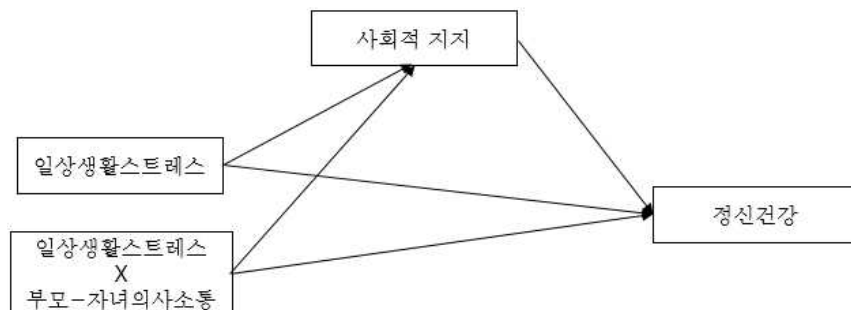 사회적 지지
일상생활스트레스
정신건강
일상생활스트레스
X
부모-자녀의사소통